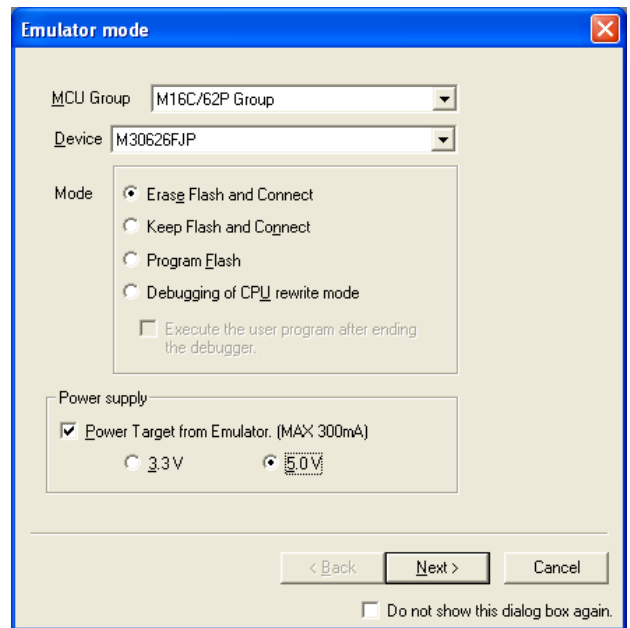 Emulator mode
MCU Group M16C/62P Group
Device M30626FJP
Mode
Erase Flash and Connect
Keep Flash and Connect
Program Flash
Debugging of CPU rewrite mode
Execute the user program after ending
the debugger.
Power supply
Power Target from Emulator. (MAX 300mA)
3.3 V 5.0 V
< Back Next > Cancel
Do not show this dialog box again.